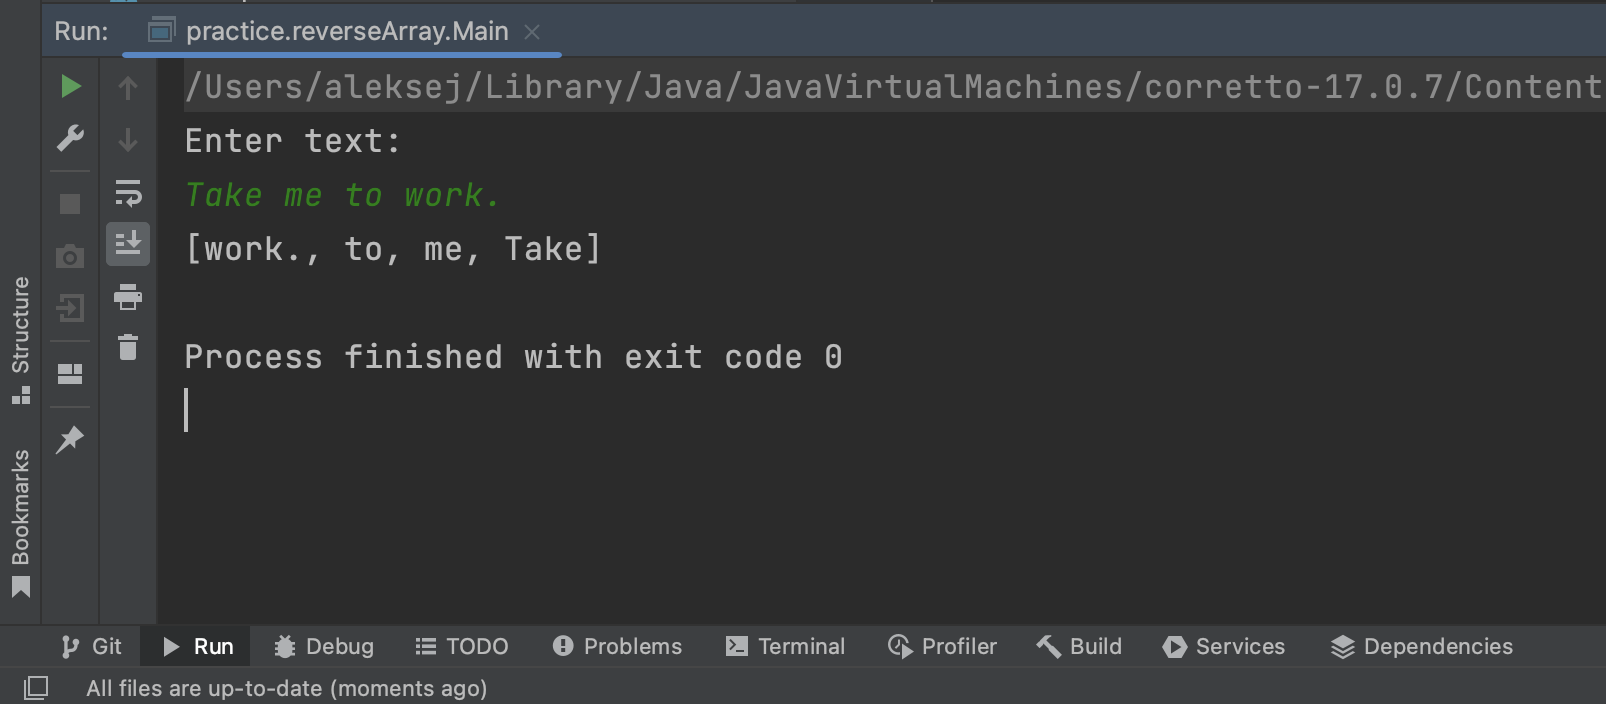 Run: practice.reverseArray.Main
/Users/aleksej/Library/Java/JavaVirtualMachines/corretto-17.0.7/Content
Enter text:
Take me to work.
[work., to, me, Take]
Process finished with exit code 0
Structure
Bookmarks
Git Run Debug TODO Problems Terminal Profiler Build Services Dependencies
All files are up-to-date (moments ago)